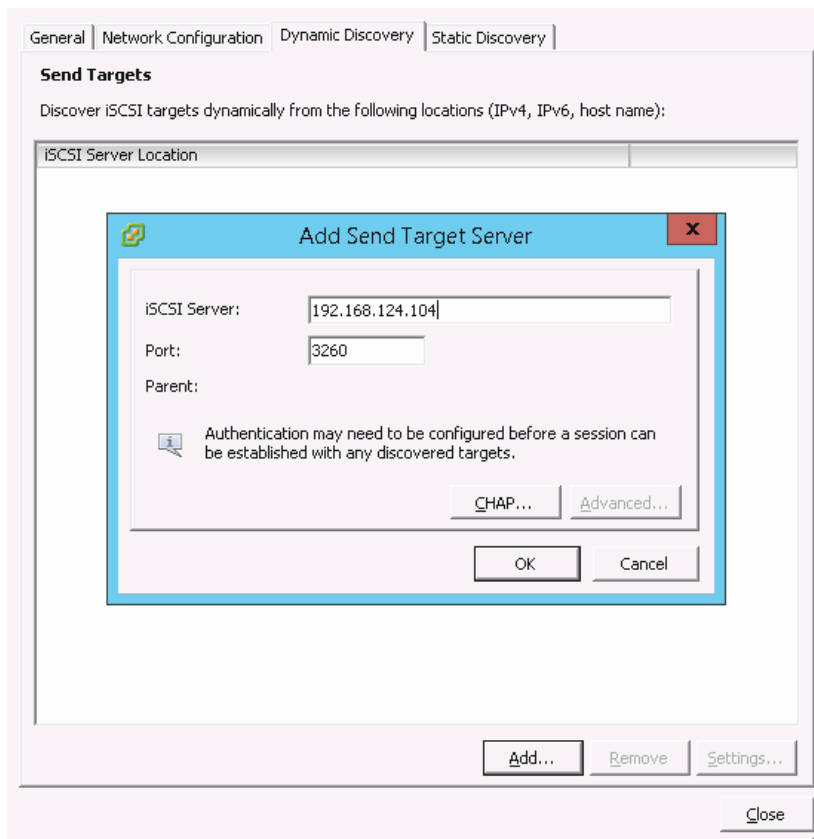 General Network Configuration Dynamic Discovery Static Discovery
Send Targets
Discover iSCSI targets dynamically from the following locations (IPv4, IPv6, host name):
iSCSI Server Location
Add Send Target Server
x
iSCSI Server: 192.168.124.104
Port: 3260
Parent:
Authentication may need to be configured before a session can
be established with any discovered targets.
CHAP... Advanced...
OK Cancel
Add... Remove Settings...
Close